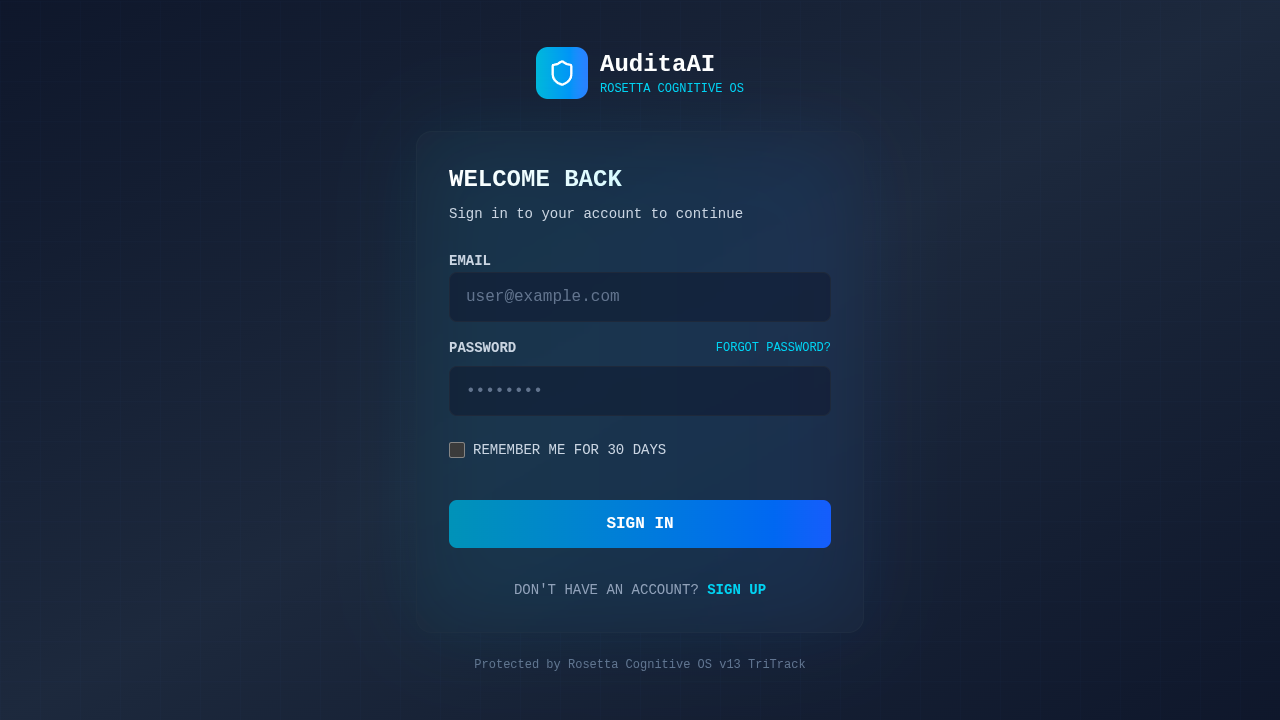 AuditaAI
ROSETTA COGNITIVE OS
WELCOME BACK
Sign in to your account to continue
EMAIL
user@example.com
PASSWORD
FORGOT PASSWORD?
••••••••
REMEMBER ME FOR 30 DAYS
SIGN IN
DON'T HAVE AN ACCOUNT? SIGN UP
Protected by Rosetta Cognitive OS v13 TriTrack